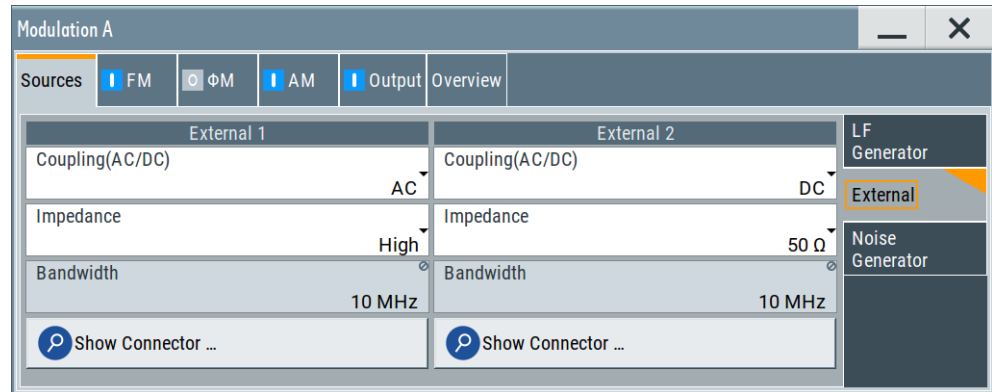 Modulation A
Sources FM ΦM AM Output Overview
External 1 External 2
Coupling(AC/DC) Coupling(AC/DC)
AC DC
Impedance Impedance
High 50 Ω
Bandwidth Bandwidth
10 MHz 10 MHz
Show Connector ... Show Connector ...
LF
Generator
External
Noise
Generator